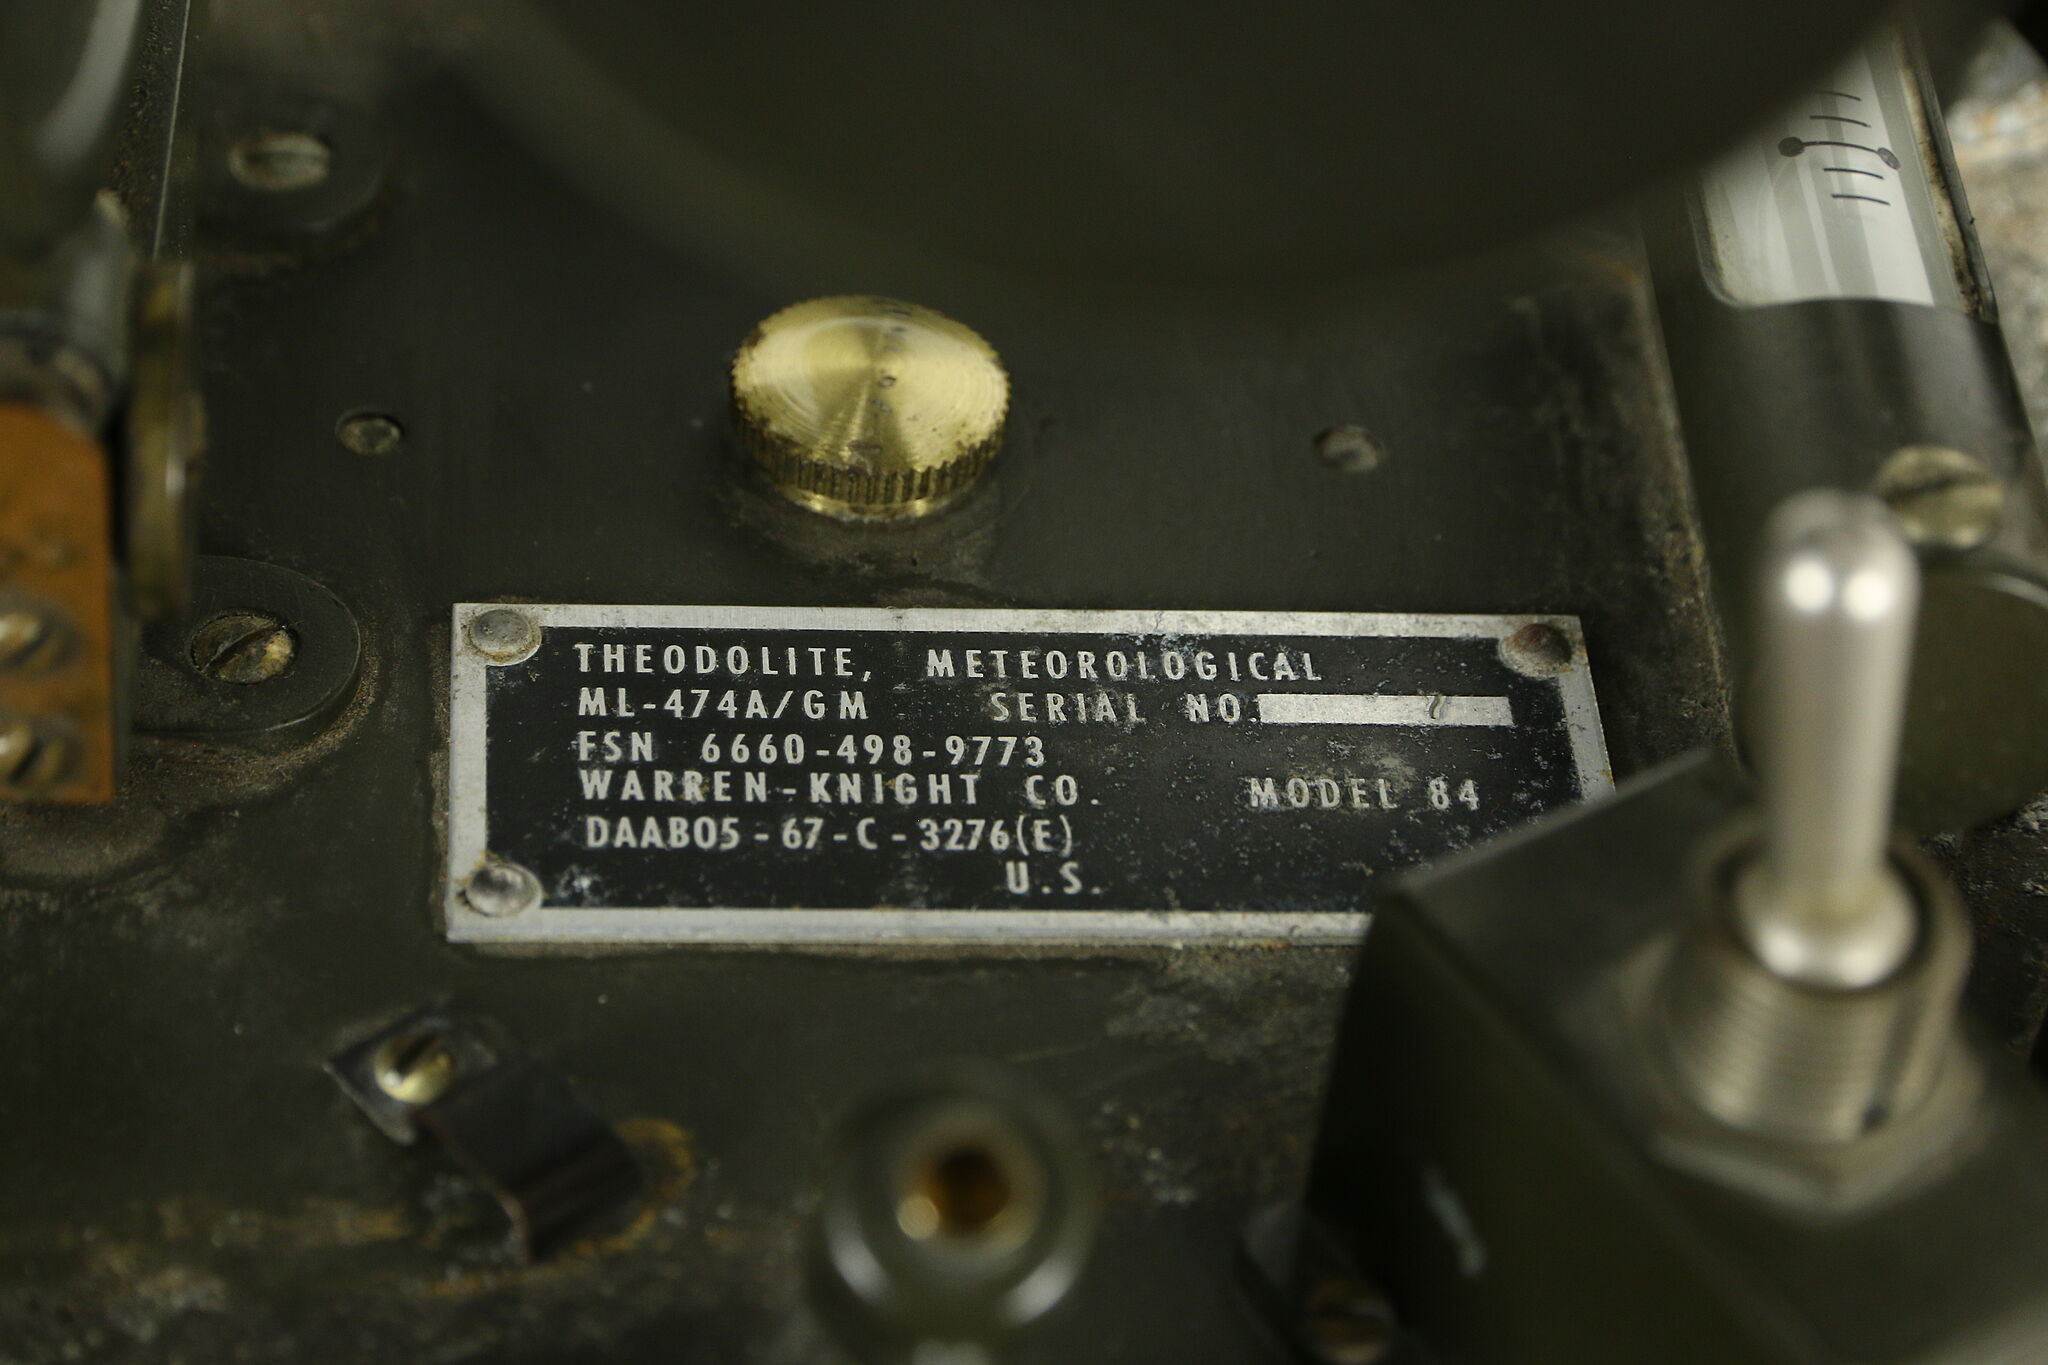 THEODOLITE, METEOROLOGICAL
ML-474A/GM SERIAL NO. 7
FSN 6660-498-9773
WARREN-KNIGHT CO. MODEL 84
DAAB05-67-C-3276(E)
U.S.